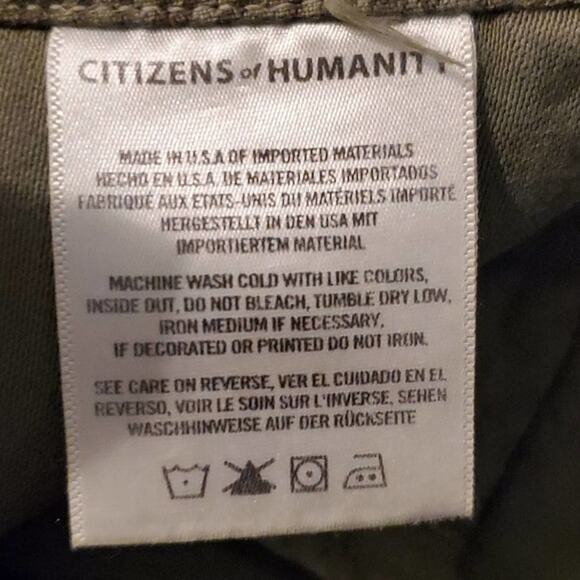 CITIZENS of HUMANITY
MADE IN U.S.A OF IMPORTED MATERIALS
HECHO EN U.S.A. DE MATERIALES IMPORTADOS
FABRIQUÉ AUX ETATS-UNIS DU MATÉRIELS IMPORTÉ
HERGESTELLT IN DEN USA MIT
IMPORTIERTEM MATERIAL
MACHINE WASH COLD WITH LIKE COLORS,
INSIDE OUT, DO NOT BLEACH, TUMBLE DRY LOW,
IRON MEDIUM IF NECESSARY,
IF DECORATED OR PRINTED DO NOT IRON.
SEE CARE ON REVERSE, VER EL CUIDADO EN EL
REVERSO, VOIR LE SOIN SUR L'INVERSE, SEHEN
WASCHHINWEISE AUF DER RÜCKSEITE